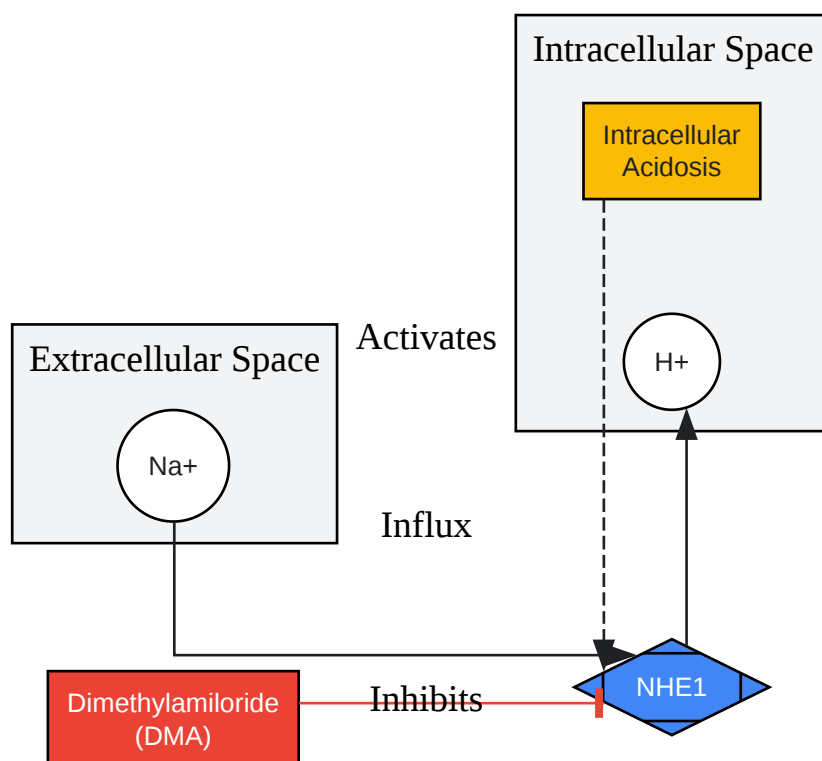 Intracellular Space
Intracellular
Acidosis
Activates
Extracellular Space
H+
Na+
Influx
NHE1
Dimethylamiloride
(DMA)
Inhibits